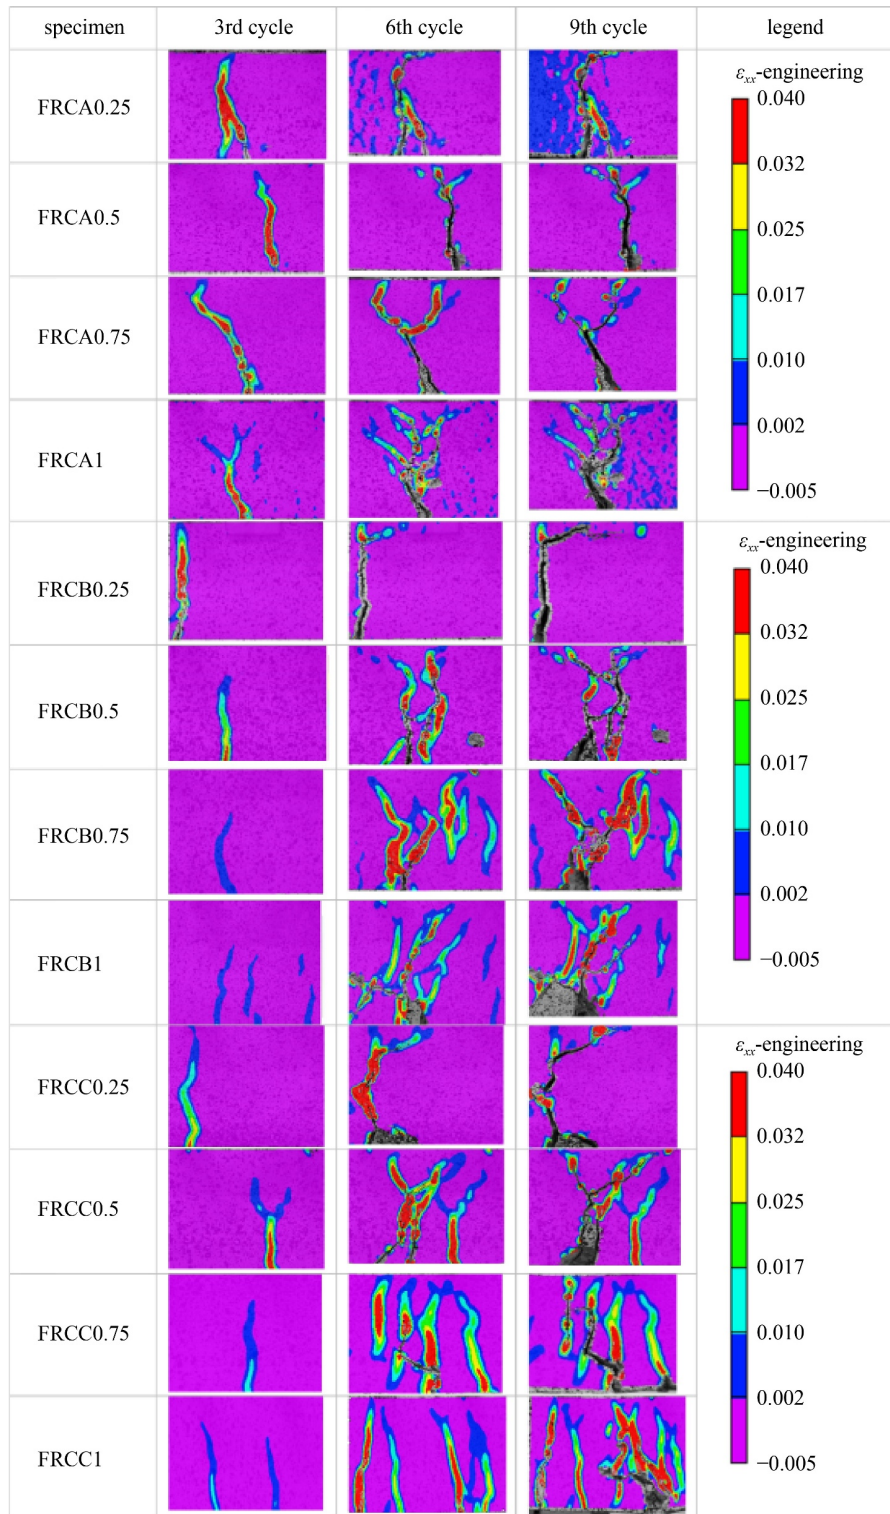 specimen 3rd cycle 6th cycle 9th cycle legend
FRCA0.25
FRCA0.5
FRCA0.75
FRCA1
εxx-engineering
0.040
0.032
0.025
0.017
0.010
0.002
−0.005
FRCB0.25
FRCB0.5
FRCB0.75
FRCB1
εxx-engineering
0.040
0.032
0.025
0.017
0.010
0.002
−0.005
FRCC0.25
FRCC0.5
FRCC0.75
FRCC1
εxx-engineering
0.040
0.032
0.025
0.017
0.010
0.002
−0.005